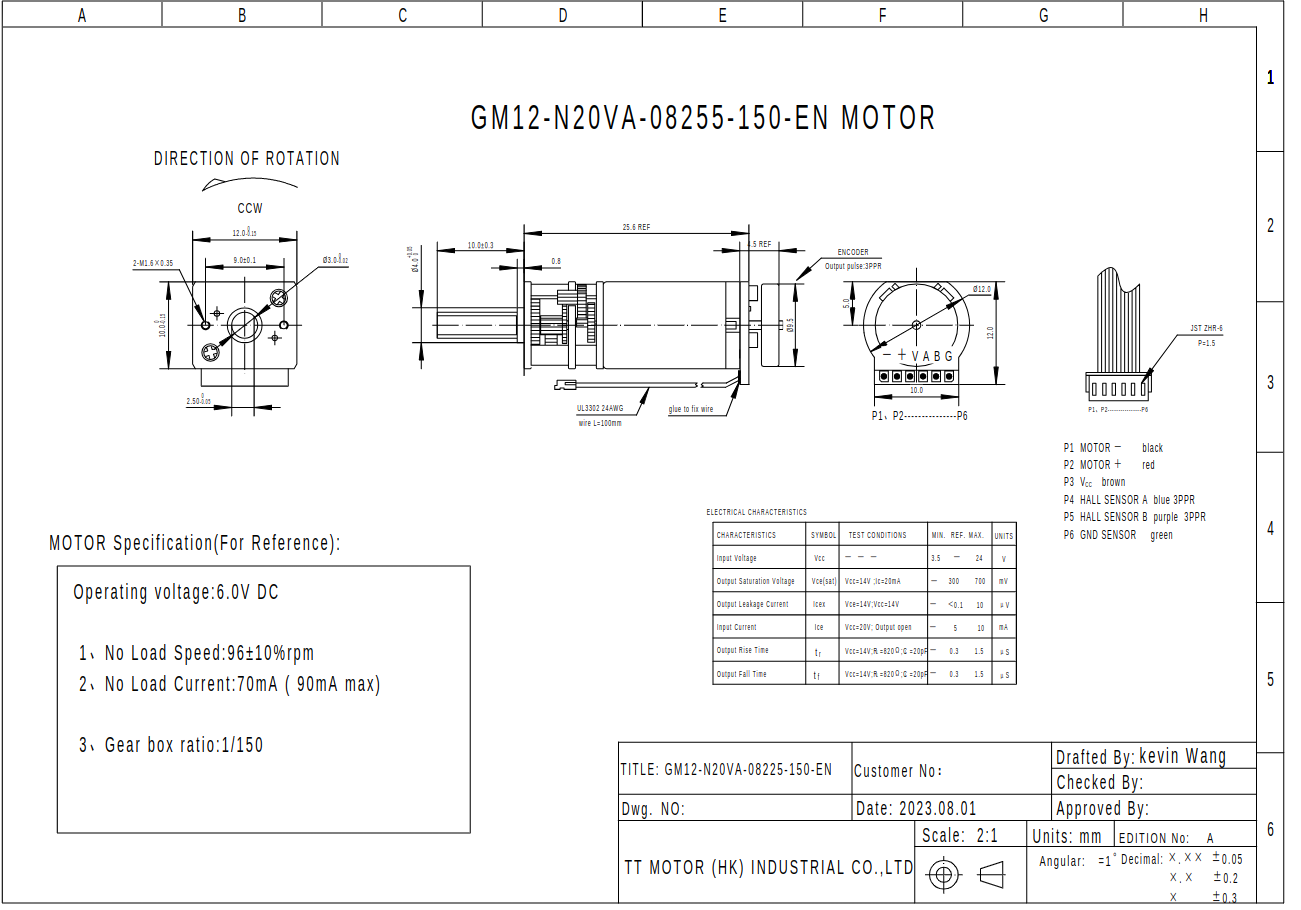 A B C D E F G H
1
2
3
4
5
6
GM12-N20VA-08255-150-EN MOTOR
DIRECTION OF ROTATION
CCW
12.0-0.15 0
2-M1.6×0.35
9.0±0.1
Ø3.0-0.02 0
10.0-0.15 0
2.50-0.05 0
25.6 REF
10.0±0.3
4.5 REF
0.8
Ø4.0 +0.05 0
ENCODER
Output pulse:3PPR
Ø9.5
UL3302 24AWG
wire L=100mm
glue to fix wire
5.0
Ø12.0
12.0
— + V A B G
10.0
P1、P2--------------P6
JST ZHR-6
P=1.5
P1、P2----------------P6
P1 MOTOR — black
P2 MOTOR + red
P3 Vcc brown
P4 HALL SENSOR A blue 3PPR
P5 HALL SENSOR B purple 3PPR
P6 GND SENSOR green
ELECTRICAL CHARACTERISTICS
CHARACTERISTICS SYMBOL TEST CONDITIONS MIN. REF. MAX. UNITS
Input Voltage Vcc — — — 3.5 — 24 V
Output Saturation Voltage Vce(sat) Vcc=14V ;Ic=20mA — 300 700 mV
Output Leakage Current Icex Vce=14V;Vcc=14V — <0.1 10 μV
Input Current Ice Vcc=20V; Output open — 5 10 mA
Output Rise Time tr Vcc=14V;RL=820Ω;CL=20pF — 0.3 1.5 μS
Output Fall Time tf Vcc=14V;RL=820Ω;CL=20pF — 0.3 1.5 μS
MOTOR Specification(For Reference):
Operating voltage:6.0V DC
1、No Load Speed:96±10%rpm
2、No Load Current:70mA ( 90mA max)
3、Gear box ratio:1/150
TITLE: GM12-N20VA-08225-150-EN
Customer No:
Drafted By: kevin Wang
Checked By:
Dwg. NO:
Date: 2023.08.01
Approved By:
TT MOTOR (HK) INDUSTRIAL CO.,LTD
Scale: 2:1
Units: mm
EDITION No: A
Angular: =1° Decimal: X.XX ±0.05
X.X ±0.2
X ±0.3